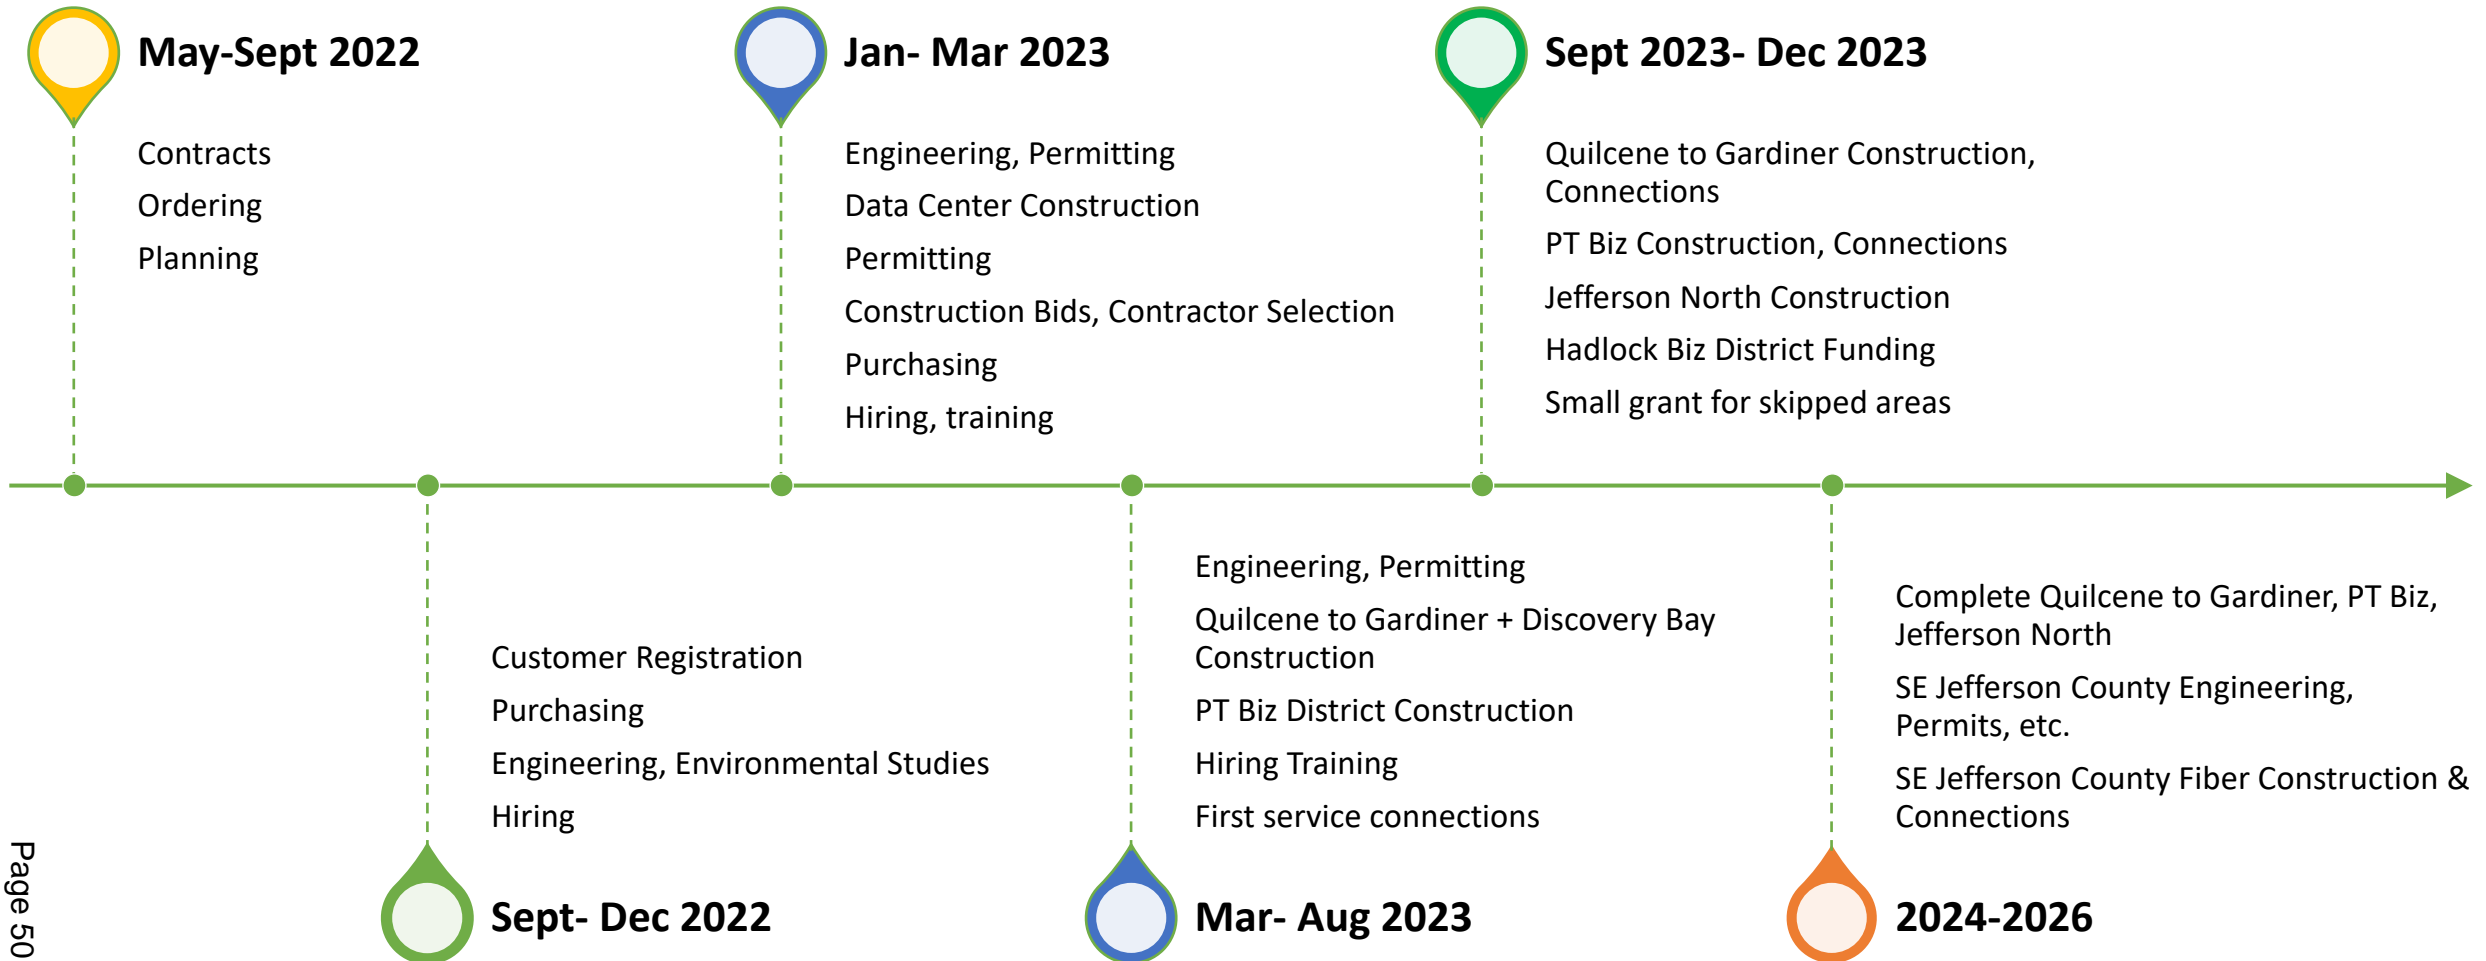 May-Sept 2022
Contracts
Ordering
Planning
Sept- Dec 2022
Customer Registration
Purchasing
Engineering, Environmental Studies
Hiring
Jan- Mar 2023
Engineering, Permitting
Data Center Construction
Permitting
Construction Bids, Contractor Selection
Purchasing
Hiring, training
Mar- Aug 2023
Engineering, Permitting
Quilcene to Gardiner + Discovery Bay
Construction
PT Biz District Construction
Hiring Training
First service connections
Sept 2023- Dec 2023
Quilcene to Gardiner Construction,
Connections
PT Biz Construction, Connections
Jefferson North Construction
Hadlock Biz District Funding
Small grant for skipped areas
2024-2026
Complete Quilcene to Gardiner, PT Biz,
Jefferson North
SE Jefferson County Engineering,
Permits, etc.
SE Jefferson County Fiber Construction &
Connections
Page 50